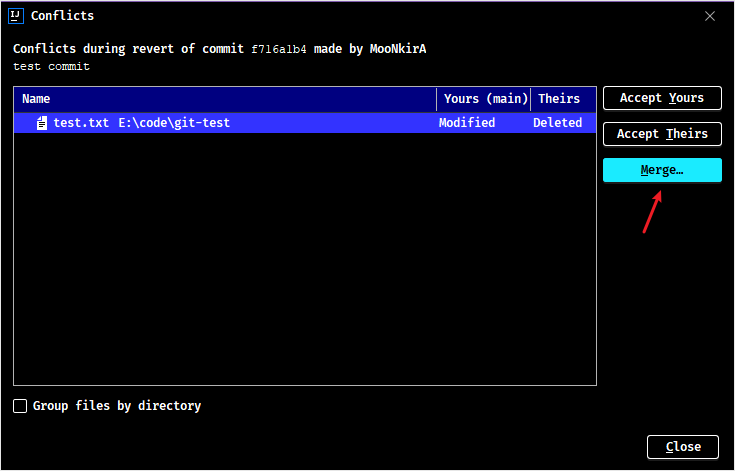 IJ Conflicts
Conflicts during revert of commit f716a1b4 made by MooNkirA
test commit
Name Yours (main) Theirs
test.txt E:\code\git-test Modified Deleted
Accept Yours
Accept Theirs
Merge…
Group files by directory
Close